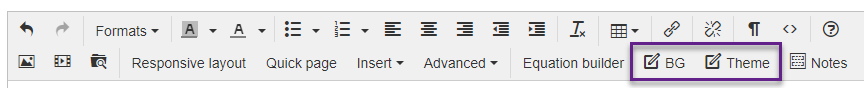 Formats A A
Responsive layout Quick page Insert Advanced Equation builder BG Theme Notes